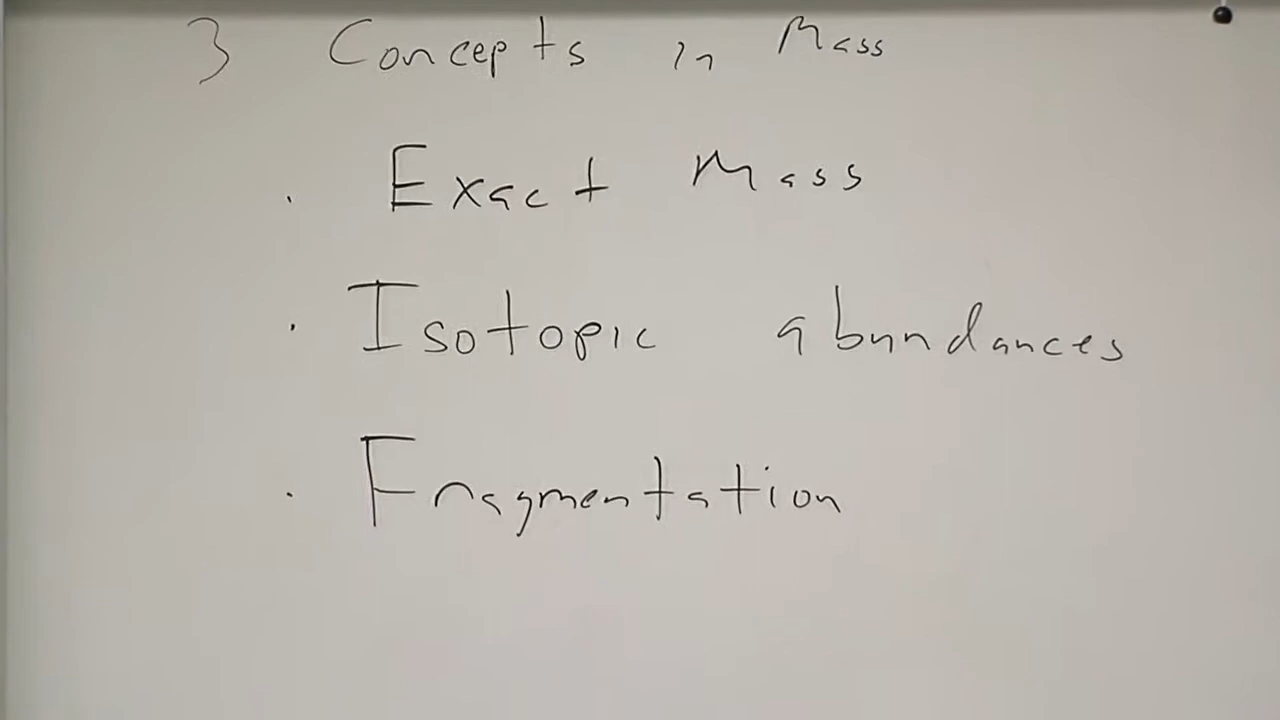 3 Concepts in Mass
· Exact Mass
· Isotopic abundances
· Fragmentation